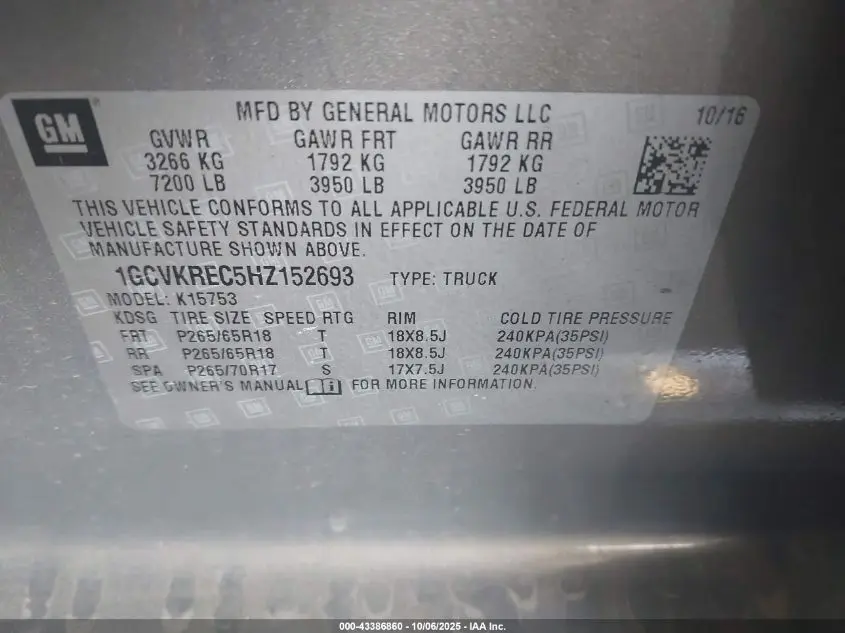 GM
MFD BY GENERAL MOTORS LLC 10/16
GVWR GAWR FRT GAWR RR
3266 KG 1792 KG 1792 KG
7200 LB 3950 LB 3950 LB
THIS VEHICLE CONFORMS TO ALL APPLICABLE U.S. FEDERAL MOTOR
VEHICLE SAFETY STANDARDS IN EFFECT ON THE DATE OF
MANUFACTURE SHOWN ABOVE.
1GCVKREC5HZ152693 TYPE: TRUCK
MODEL: K15753
KDSG TIRE SIZE SPEED RTG RIM COLD TIRE PRESSURE
FRT P265/65R18 T 18X8.5J 240KPA(35PSI)
RR P265/65R18 T 18X8.5J 240KPA(35PSI)
SPA P265/70R17 S 17X7.5J 240KPA(35PSI)
SEE OWNER'S MANUAL FOR MORE INFORMATION.
000-43386860 - 10/06/2025 - IAA Inc.